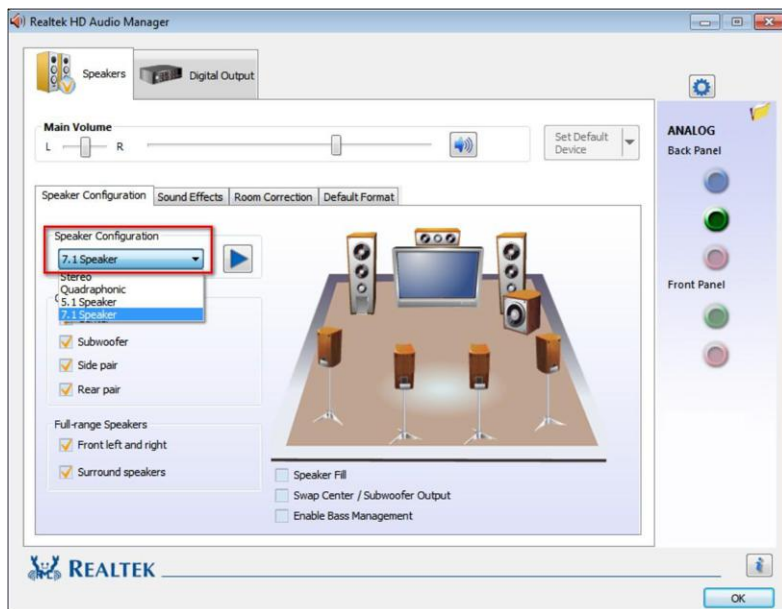 Realtek HD Audio Manager
Speakers
Digital Output
Main Volume
L
R
Set Default
Device
ANALOG
Back Panel
Speaker Configuration
Sound Effects
Room Correction
Default Format
Speaker Configuration
7.1 Speaker
Stereo
Quadraphonic
5.1 Speaker
7.1 Speaker
Subwoofer
Side pair
Rear pair
Full-range Speakers
Front left and right
Surround speakers
Speaker Fill
Swap Center / Subwoofer Output
Enable Bass Management
Front Panel
REALTEK
OK